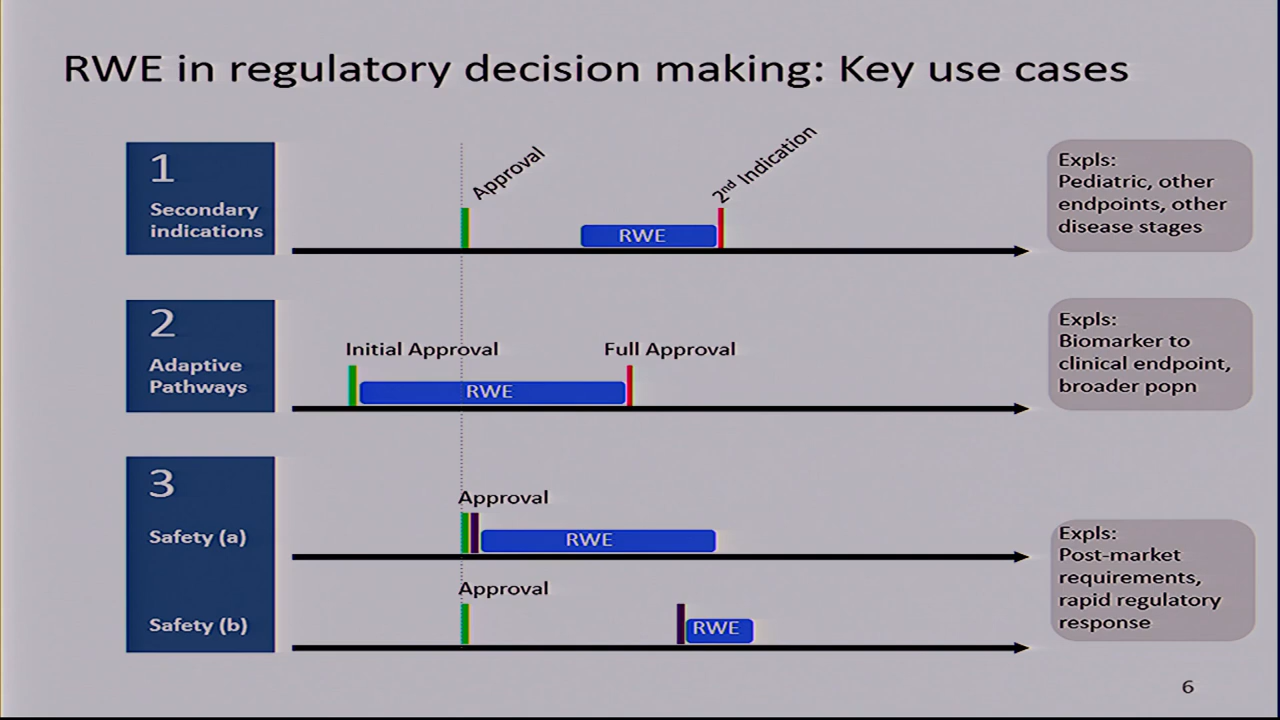 RWE in regulatory decision making: Key use cases
1
Secondary
indications
Approval
2nd Indication
RWE
Expls:
Pediatric, other
endpoints, other
disease stages
2
Adaptive
Pathways
Initial Approval
Full Approval
RWE
Expls:
Biomarker to
clinical endpoint,
broader popn
3
Safety (a)
Approval
RWE
Safety (b)
Approval
RWE
Expls:
Post-market
requirements,
rapid regulatory
response
6